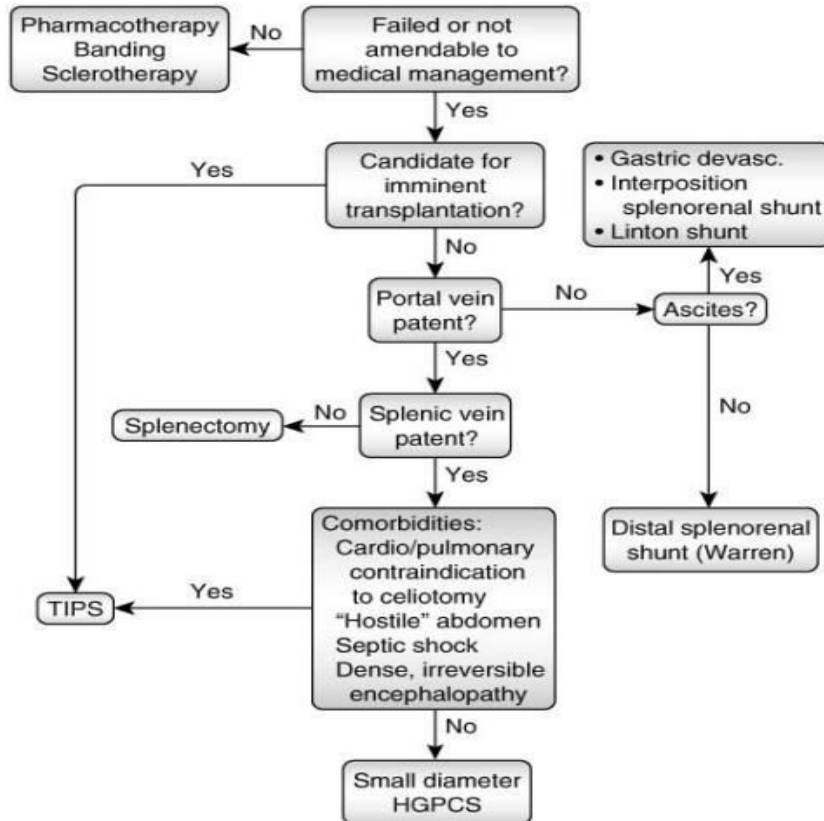 Pharmacotherapy
Banding
Sclerotherapy
No
Failed or not
amendable to
medical management?
Yes
Yes
Candidate for
imminent
transplantation?
• Gastric devasc.
• Interposition
splenorenal shunt
• Linton shunt
No
Yes
Portal vein
patent?
No
Ascites?
Yes
No
Splenectomy
No
Splenic vein
patent?
Yes
Distal splenorenal
shunt (Warren)
Comorbidities:
Cardio/pulmonary
contraindication
to celiotomy
“Hostile” abdomen
Septic shock
Dense, irreversible
encephalopathy
Yes
TIPS
No
Small diameter
HGPCS